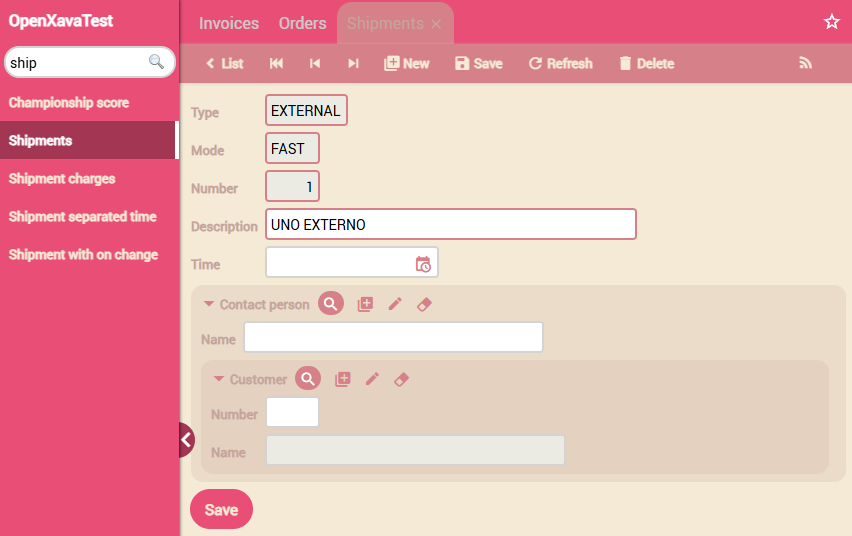 OpenXavaTest
Invoices Orders Shipments ×
ship
List New Save Refresh Delete
Championship score
Shipments
Shipment charges
Shipment separated time
Shipment with on change
Type EXTERNAL
Mode FAST
Number 1
Description UNO EXTERNO
Time
Contact person
Name
Customer
Number
Name
Save